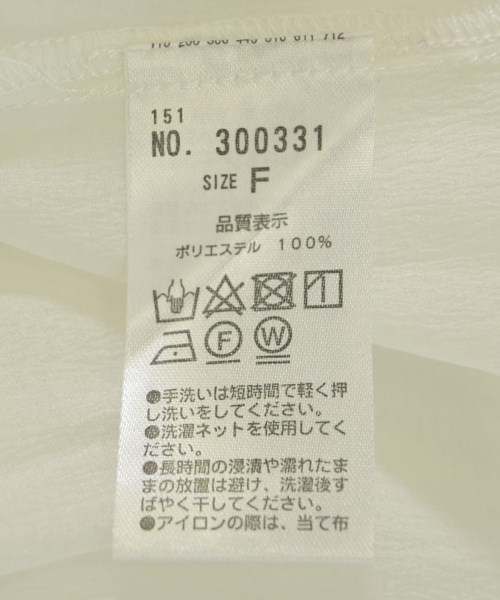 151
NO. 300331
SIZE F
品質表示
ポリエステル 100%
F W
●手洗いは短時間で軽く押
し洗いをしてください。
●洗濯ネットを使用してく
ださい。
●長時間の浸漬や濡れたま
まの放置は避け、洗濯後す
ばやく干してください。
●アイロンの際は、当て布